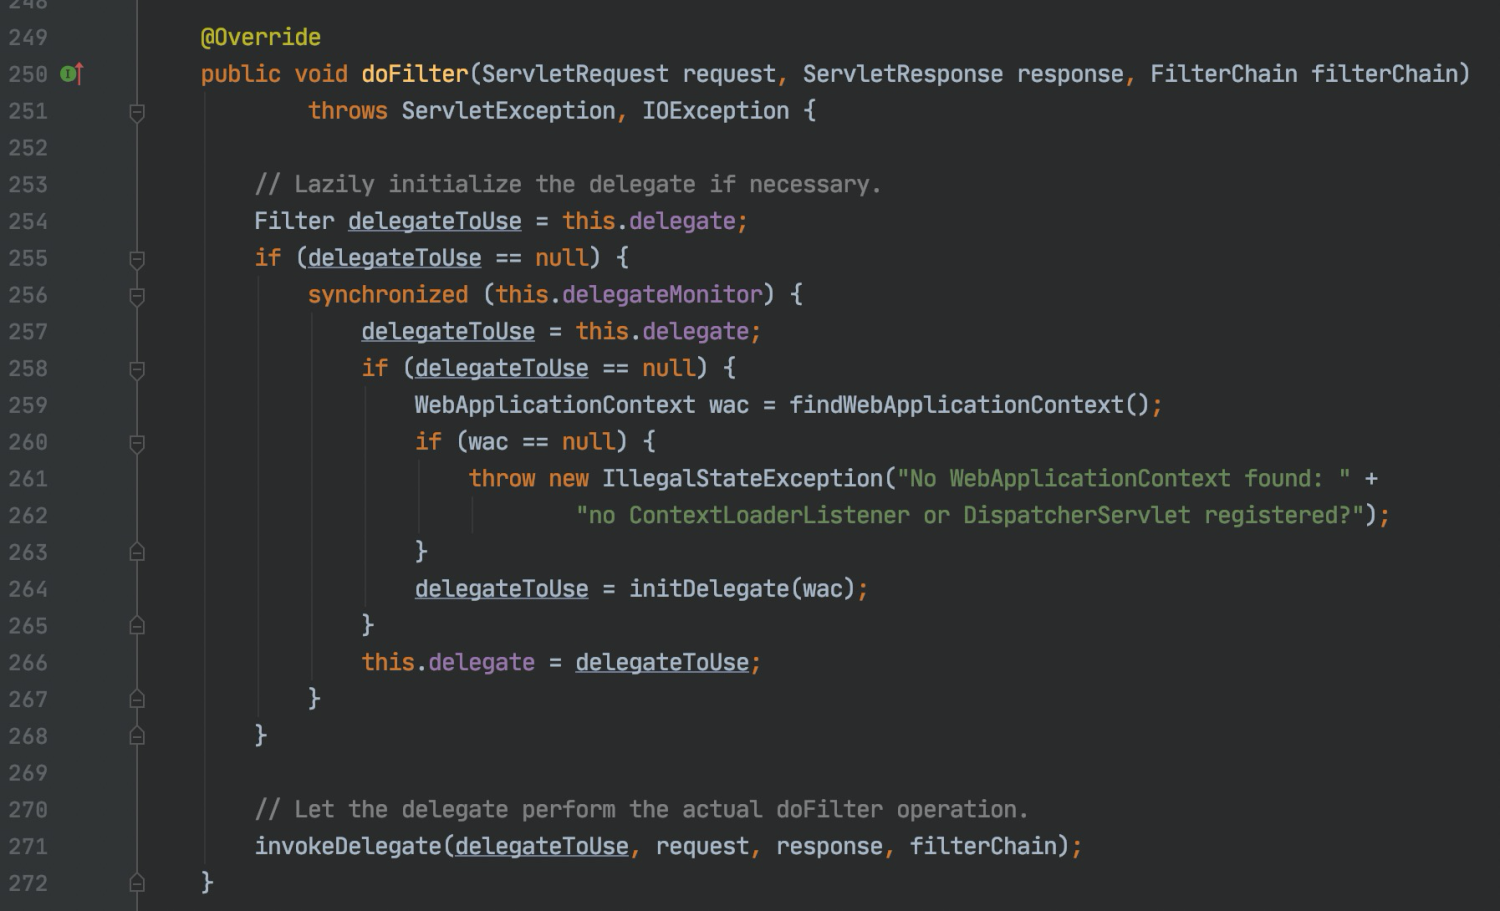 248
249 @Override
250 public void doFilter(ServletRequest request, ServletResponse response, FilterChain filterChain)
251 throws ServletException, IOException {
252
253 // Lazily initialize the delegate if necessary.
254 Filter delegateToUse = this.delegate;
255 if (delegateToUse == null) {
256 synchronized (this.delegateMonitor) {
257 delegateToUse = this.delegate;
258 if (delegateToUse == null) {
259 WebApplicationContext wac = findWebApplicationContext();
260 if (wac == null) {
261 throw new IllegalStateException("No WebApplicationContext found: " +
262 "no ContextLoaderListener or DispatcherServlet registered?");
263 }
264 delegateToUse = initDelegate(wac);
265 }
266 this.delegate = delegateToUse;
267 }
268 }
269
270 // Let the delegate perform the actual doFilter operation.
271 invokeDelegate(delegateToUse, request, response, filterChain);
272 }